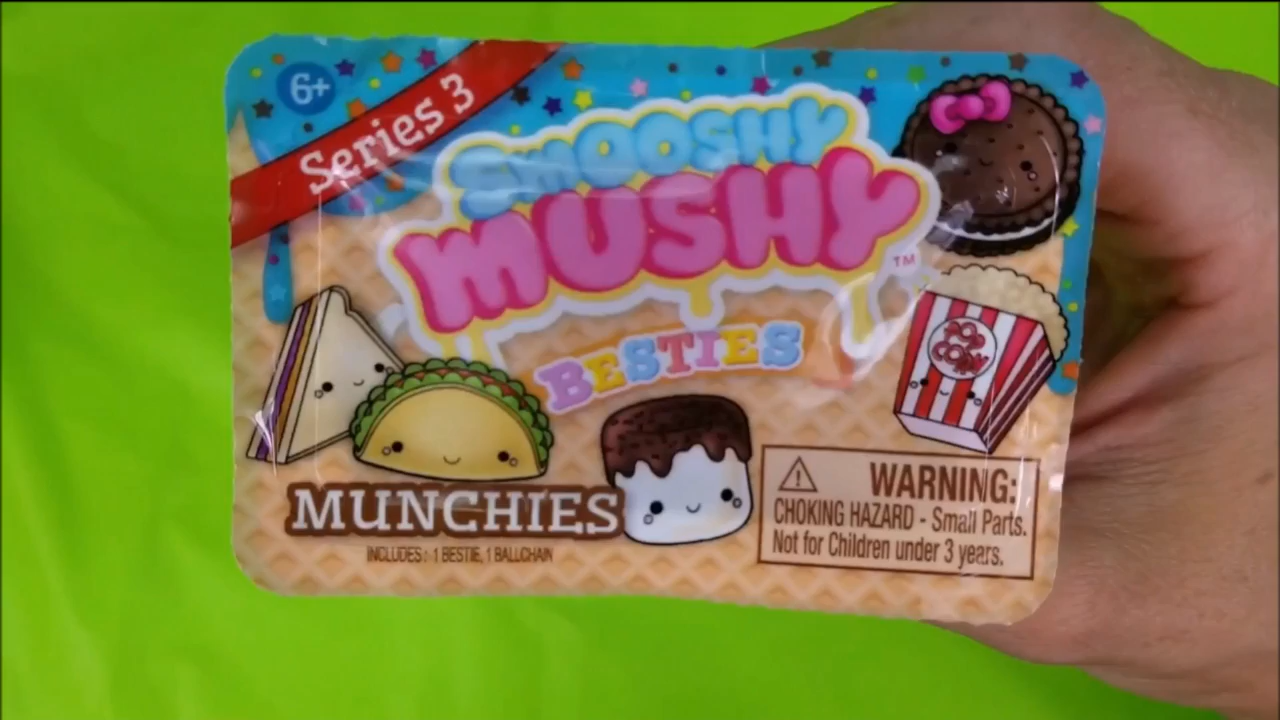 6+
Series 3
SMOOSHY
MUSHY
TM
BESTIES
POP
CORN
MUNCHIES
INCLUDES: 1 BESTIE, 1 BALLCHAIN
WARNING:
CHOKING HAZARD - Small Parts.
Not for Children under 3 years.